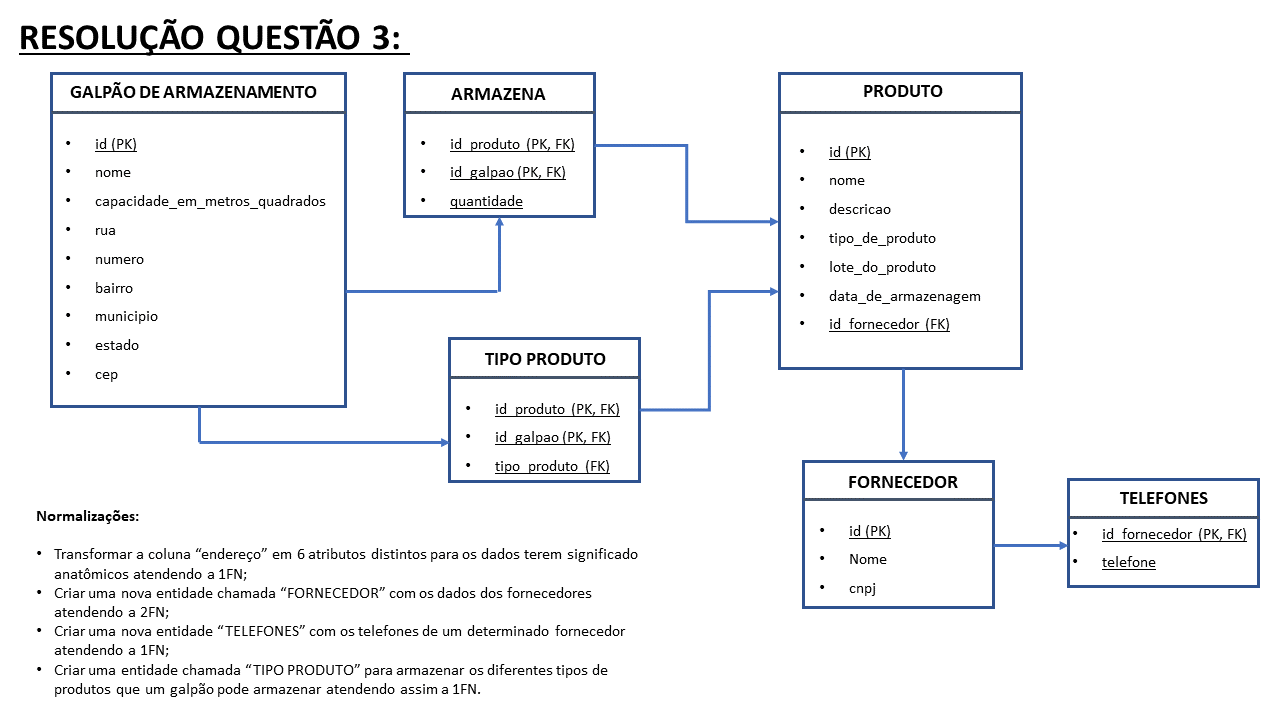 RESOLUÇÃO QUESTÃO 3:
GALPÃO DE ARMAZENAMENTO
• id (PK)
• nome
• capacidade_em_metros_quadrados
• rua
• numero
• bairro
• municipio
• estado
• cep
ARMAZENA
• id_produto (PK, FK)
• id_galpao (PK, FK)
• quantidade
PRODUTO
• id (PK)
• nome
• descricao
• tipo_de_produto
• lote_do_produto
• data_de_armazenagem
• id_fornecedor (FK)
TIPO PRODUTO
• id_produto (PK, FK)
• id_galpao (PK, FK)
• tipo_produto (FK)
FORNECEDOR
• id (PK)
• Nome
• cnpj
TELEFONES
• id_fornecedor (PK, FK)
• telefone
Normalizações:
• Transformar a coluna “endereço” em 6 atributos distintos para os dados terem significado
anatômicos atendendo a 1FN;
• Criar uma nova entidade chamada “FORNECEDOR” com os dados dos fornecedores
atendendo a 2FN;
• Criar uma nova entidade “TELEFONES” com os telefones de um determinado fornecedor
atendendo a 1FN;
• Criar uma entidade chamada “TIPO PRODUTO” para armazenar os diferentes tipos de
produtos que um galpão pode armazenar atendendo assim a 1FN.